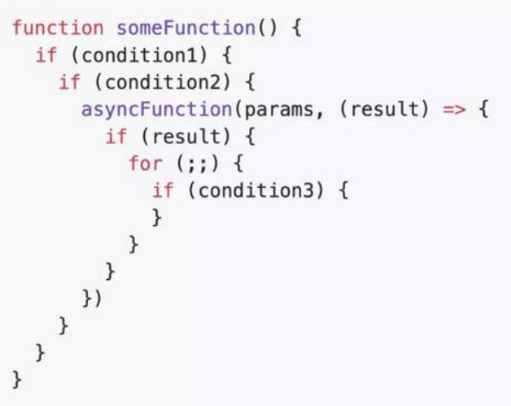 function someFunction() {
  if (condition1) {
    if (condition2) {
      asyncFunction(params, (result) => {
        if (result) {
          for (;;) {
            if (condition3) {
            }
          }
        }
      })
    }
  }
}